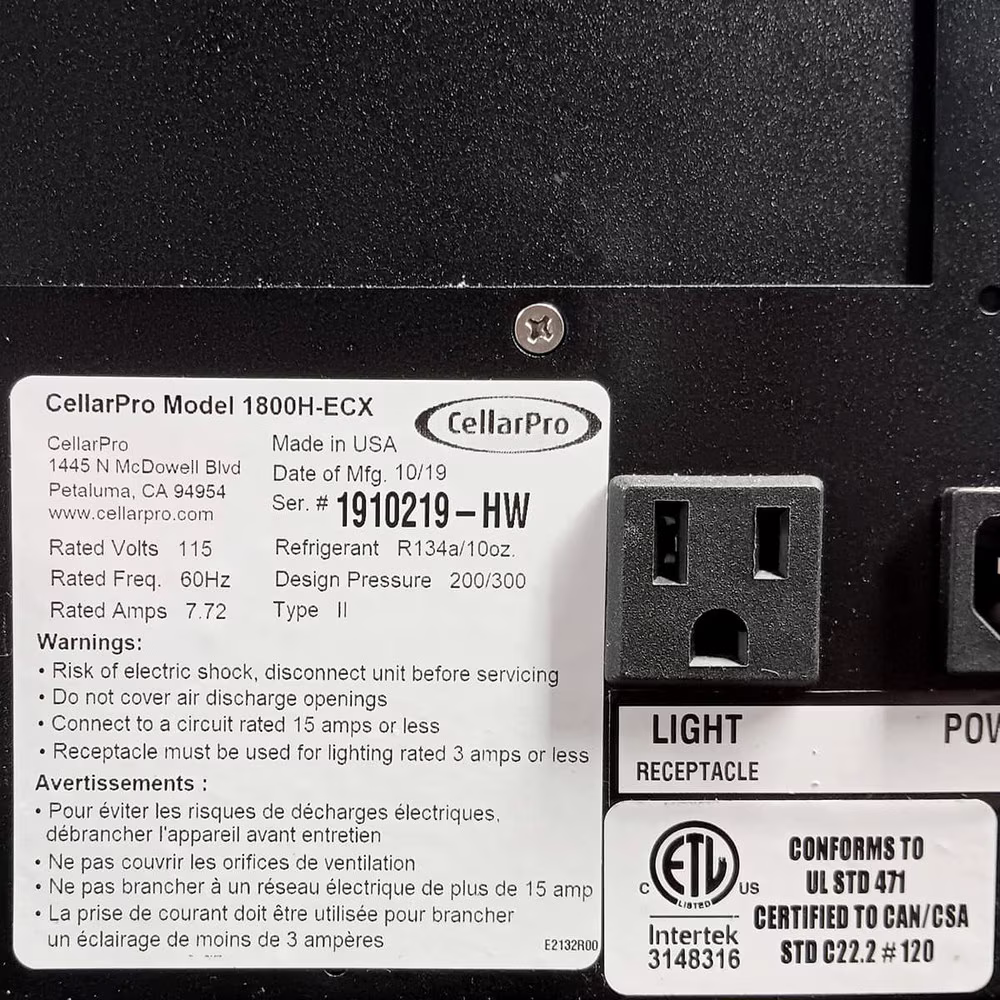 CellarPro Model 1800H-ECX
CellarPro
CellarPro
1445 N McDowell Blvd
Petaluma, CA 94954
www.cellarpro.com
Made in USA
Date of Mfg. 10/19
Ser. # 1910219-HW
Rated Volts 115
Rated Freq. 60Hz
Rated Amps 7.72
Refrigerant R134a/10oz.
Design Pressure 200/300
Type II
Warnings:
• Risk of electric shock, disconnect unit before servicing
• Do not cover air discharge openings
• Connect to a circuit rated 15 amps or less
• Receptacle must be used for lighting rated 3 amps or less
Avertissements :
• Pour éviter les risques de décharges électriques,
débrancher l'appareil avant entretien
• Ne pas couvrir les orifices de ventilation
• Ne pas brancher à un réseau électrique de plus de 15 amp
• La prise de courant doit être utilisée pour brancher
un éclairage de moins de 3 ampères
E2132R00
LIGHT
RECEPTACLE
POW
C ETL US
LISTED
Intertek
3148316
CONFORMS TO
UL STD 471
CERTIFIED TO CAN/CSA
STD C22.2 # 120